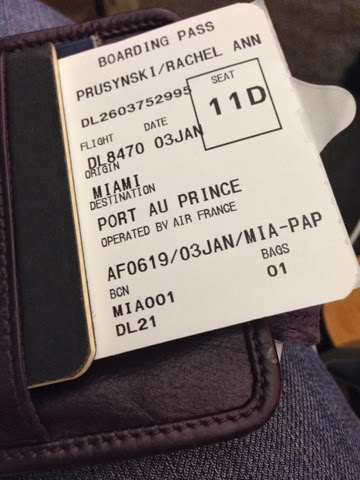 BOARDING PASS
PRUSYNSKI/RACHEL ANN
DL2603752995
SEAT
11D
FLIGHT DATE
DL8470 03JAN
ORIGIN
MIAMI
DESTINATION
PORT AU PRINCE
OPERATED BY AIR FRANCE
AF0619/03JAN/MIA-PAP
BCN BAGS
MIA001 01
DL21